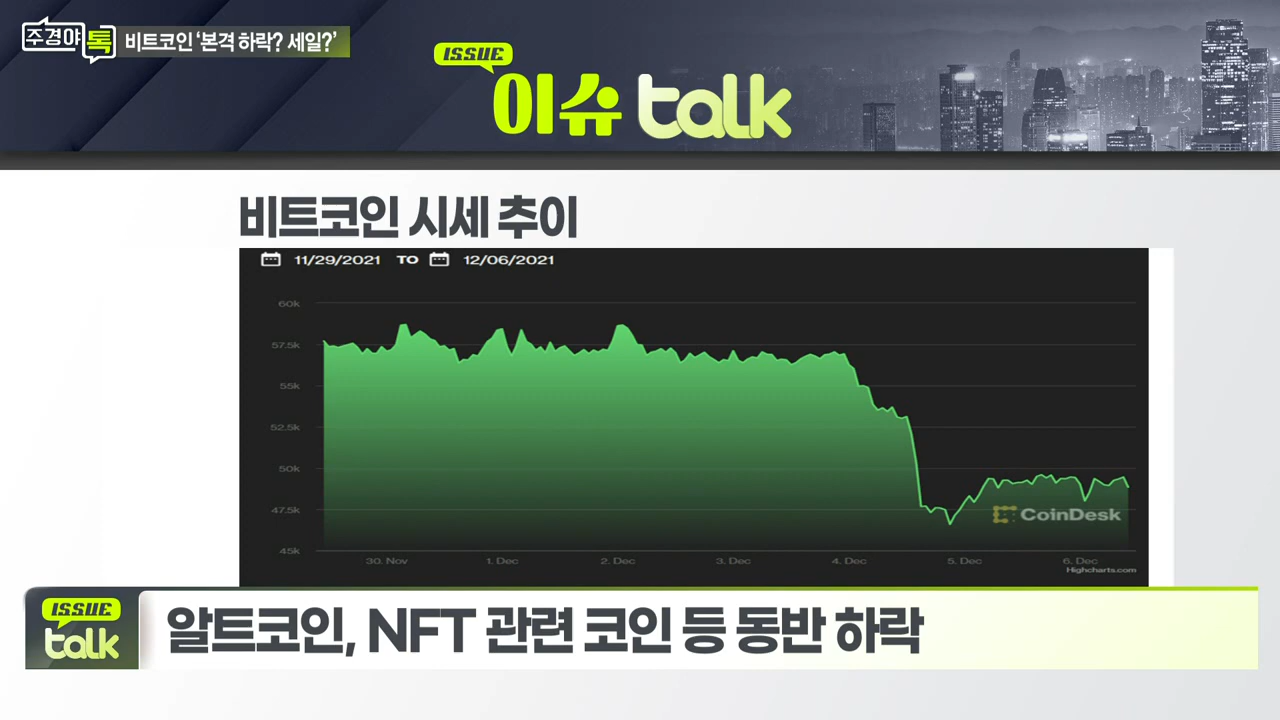 주경야톡
비트코인 ‘본격 하락? 세일?’
ISSUE
이슈 talk
비트코인 시세 추이
11/29/2021 TO 12/06/2021
60k
57.5k
55k
52.5k
50k
47.5k
45k
CoinDesk
30. Nov 1. Dec 2. Dec 3. Dec 4. Dec 5. Dec 6. Dec
Highcharts.com
ISSUE
talk
알트코인, NFT 관련 코인 등 동반 하락